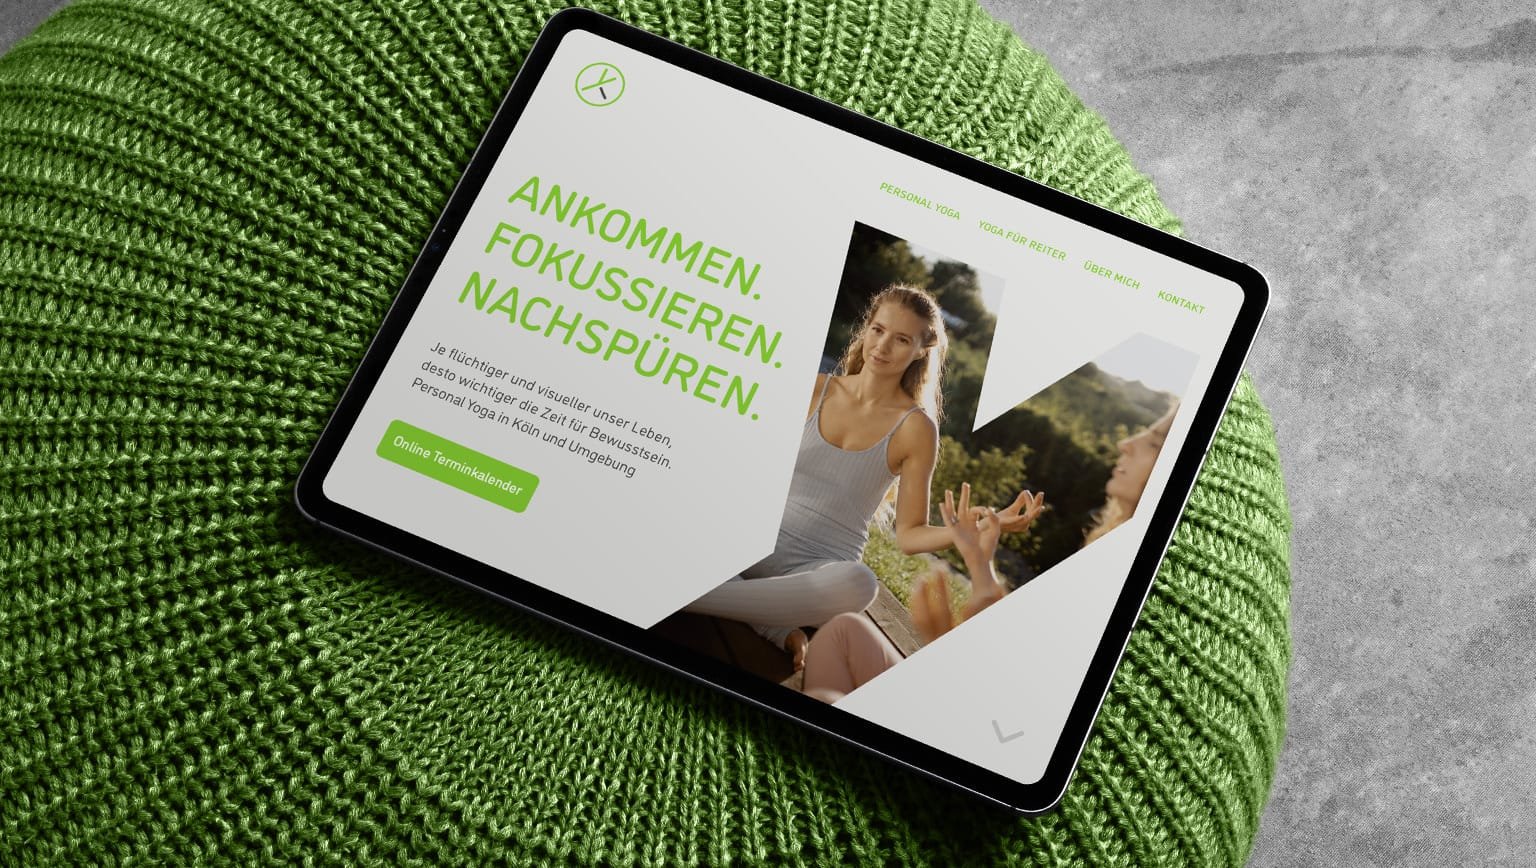 PERSONAL YOGA YOGA FÜR REITER ÜBER MICH KONTAKT
ANKOMMEN.
FOKUSSIEREN.
NACHSPÜREN.
Je flüchtiger und visueller unser Leben,
desto wichtiger die Zeit für Bewusstsein.
Personal Yoga in Köln und Umgebung
Online Terminkalender